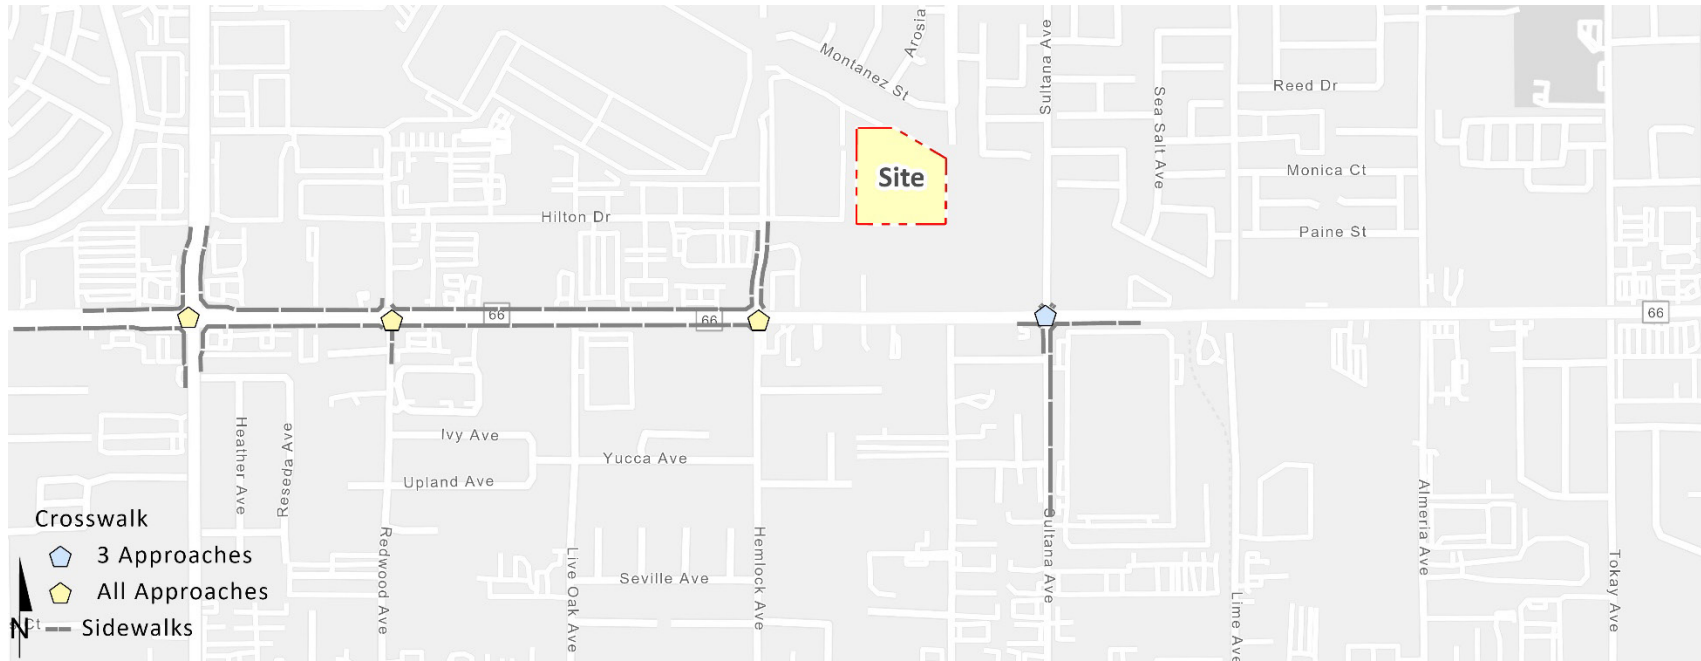 Arosia
Montanez St
Sultana Ave
Reed Dr
Sea Salt Ave
Monica Ct
Site
Hilton Dr
Paine St
66
66
66
Heather Ave
Reseda Ave
Ivy Ave
Yucca Ave
Upland Ave
Redwood Ave
Live Oak Ave
Seville Ave
Hemlock Ave
Sultana Ave
Lime Ave
Almeria Ave
Tokay Ave
Crosswalk
3 Approaches
All Approaches
Sidewalks
N
Ct